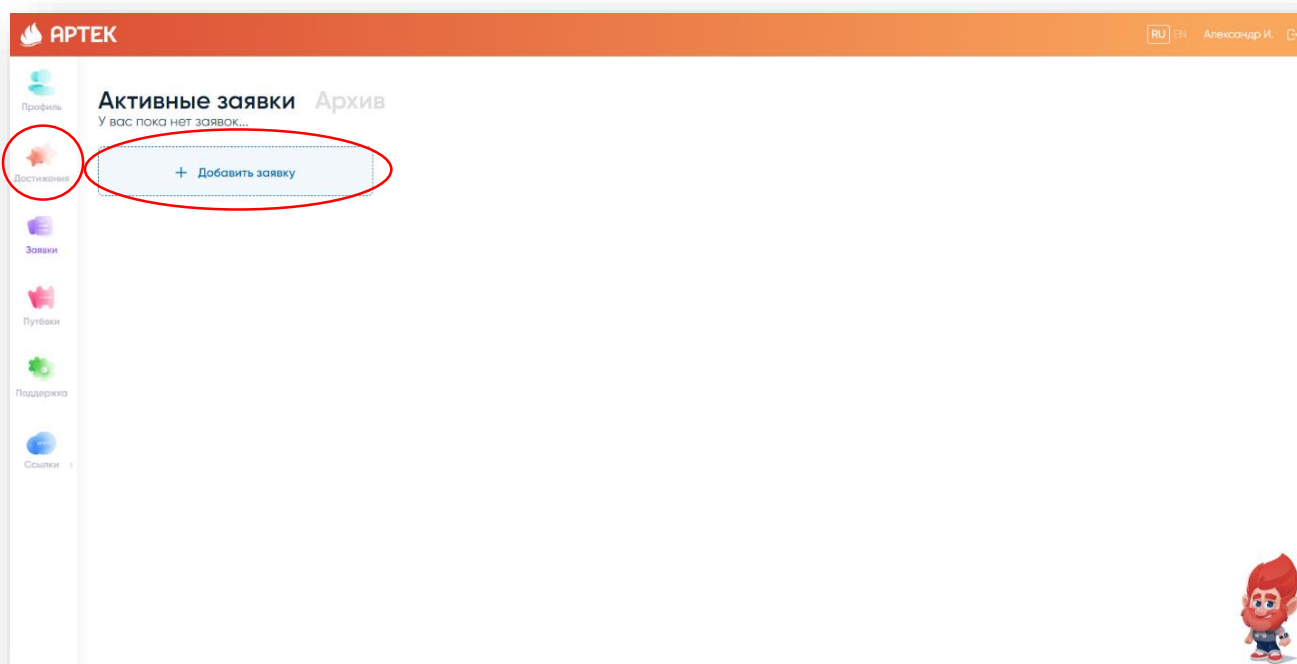 АРТЕК
RU EN Александр И.
Профиль
Достижения
Заявки
Путёвки
Поддержка
Ссылки
Активные заявки Архив
У вас пока нет заявок...
+ Добавить заявку